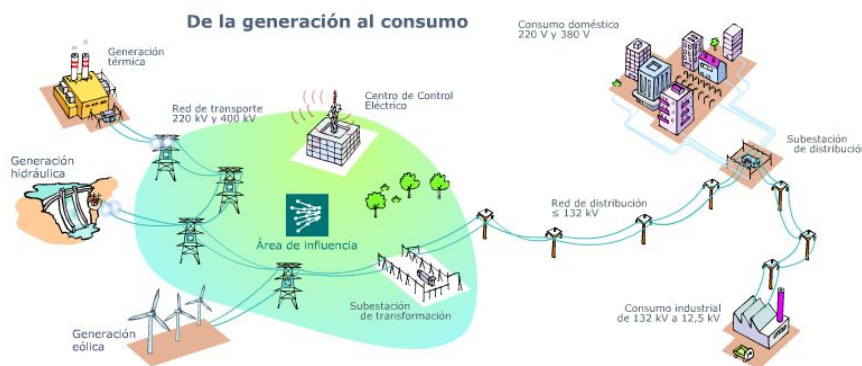 De la generación al consumo
Generación
térmica
Red de transporte
220 kV y 400 kV
Centro de Control
Eléctrico
Consumo doméstico
220 V y 380 V
Subestación
de distribución
Generación
hidráulica
Red de distribución
≤ 132 kV
Área de influencia
Subestación
de transformación
Generación
eólica
Consumo industrial
de 132 kV a 12,5 kV